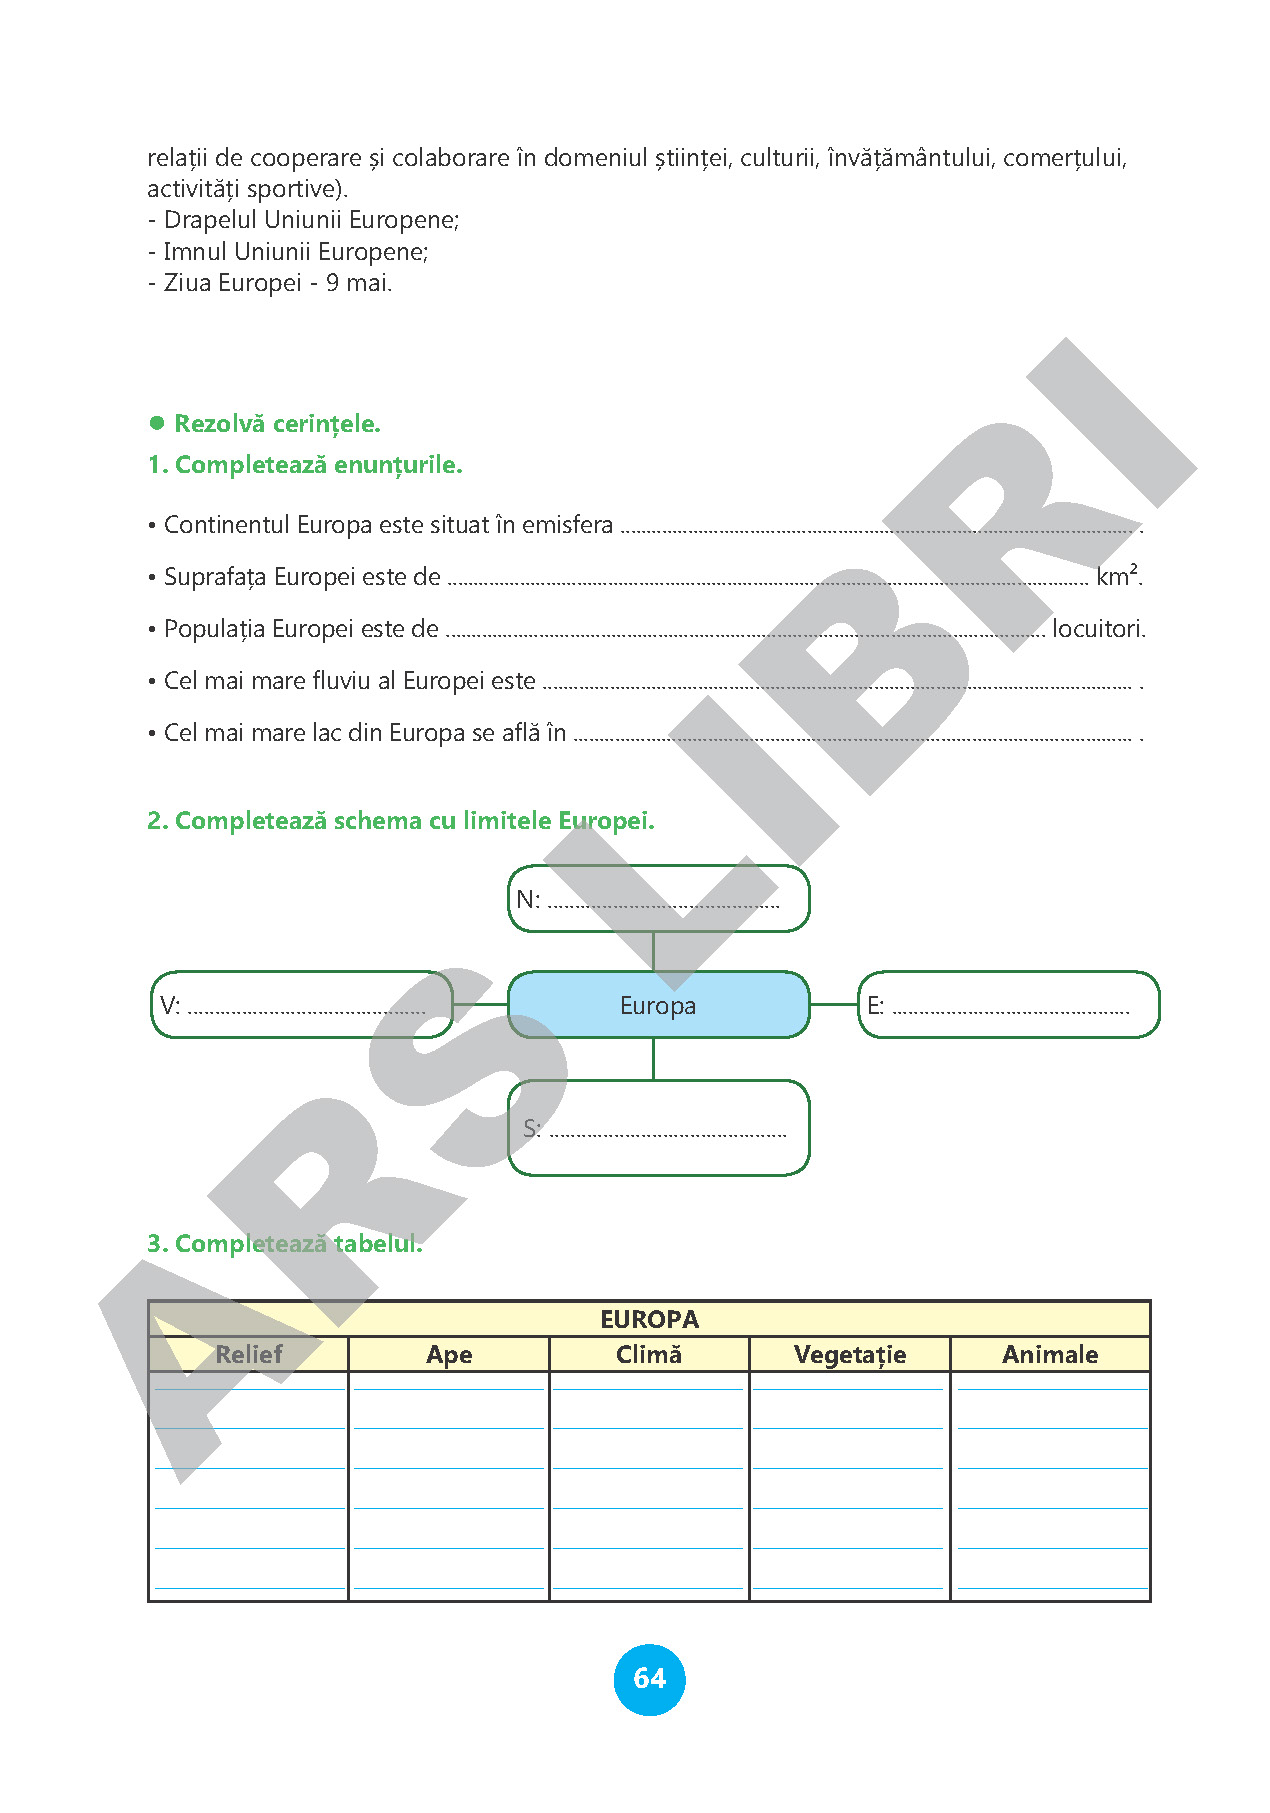 relații de cooperare și colaborare în domeniul științei, culturii, învățământului, comerțului,
activități sportive).
- Drapelul Uniunii Europene;
- Imnul Uniunii Europene;
- Ziua Europei - 9 mai.
● Rezolvă cerințele.
1. Completează enunțurile.
• Continentul Europa este situat în emisfera .................................................................................................. .
• Suprafața Europei este de ............................................................................................................................ km².
• Populația Europei este de .................................................................................................................... locuitori.
• Cel mai mare fluviu al Europei este ................................................................................................................. .
• Cel mai mare lac din Europa se află în ........................................................................................................... .
2. Completează schema cu limitele Europei.
N: ...........................................
V: ............................................ Europa E: ............................................
S: ............................................
3. Completează tabelul.
EUROPA
Relief Ape Climă Vegetație Animale
64
ARS LIBRI